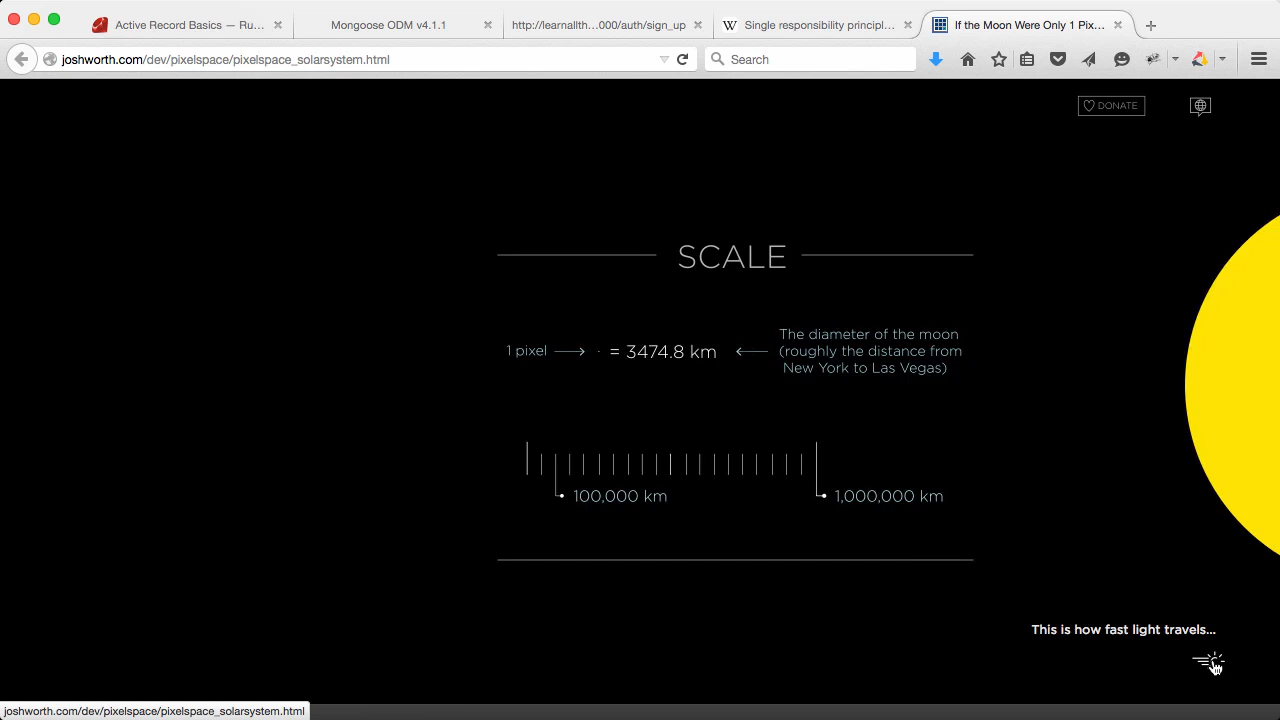 Active Record Basics — Ru...
Mongoose ODM v4.1.1
http://learnallth...000/auth/sign_up
W Single responsibility principl...
If the Moon Were Only 1 Pix...
joshworth.com/dev/pixelspace/pixelspace_solarsystem.html
Search
DONATE
SCALE
1 pixel
= 3474.8 km
The diameter of the moon
(roughly the distance from
New York to Las Vegas)
100,000 km
1,000,000 km
This is how fast light travels...
joshworth.com/dev/pixelspace/pixelspace_solarsystem.html